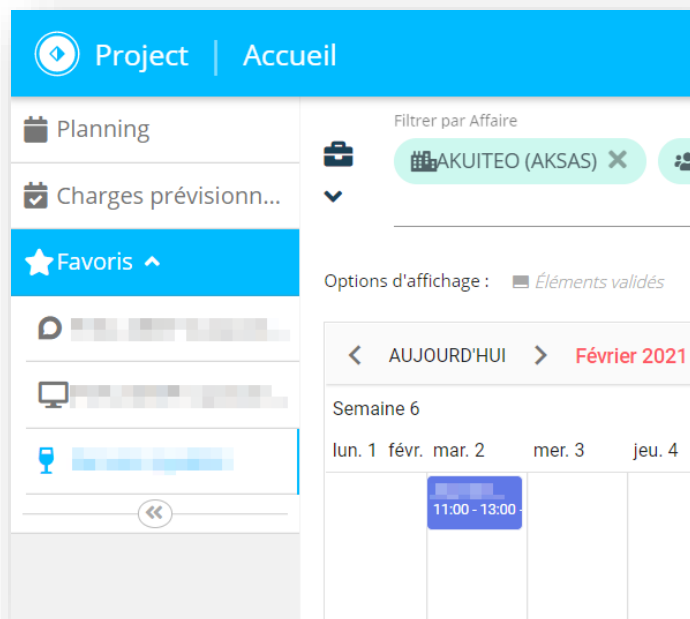 Project | Accueil
Planning
Charges prévisionn...
Favoris
Filtrer par Affaire
AKUITEO (AKSAS)
Options d'affichage : Éléments validés
AUJOURD'HUI Février 2021
Semaine 6
lun. 1 févr. mar. 2 mer. 3 jeu. 4
11:00 - 13:00 -